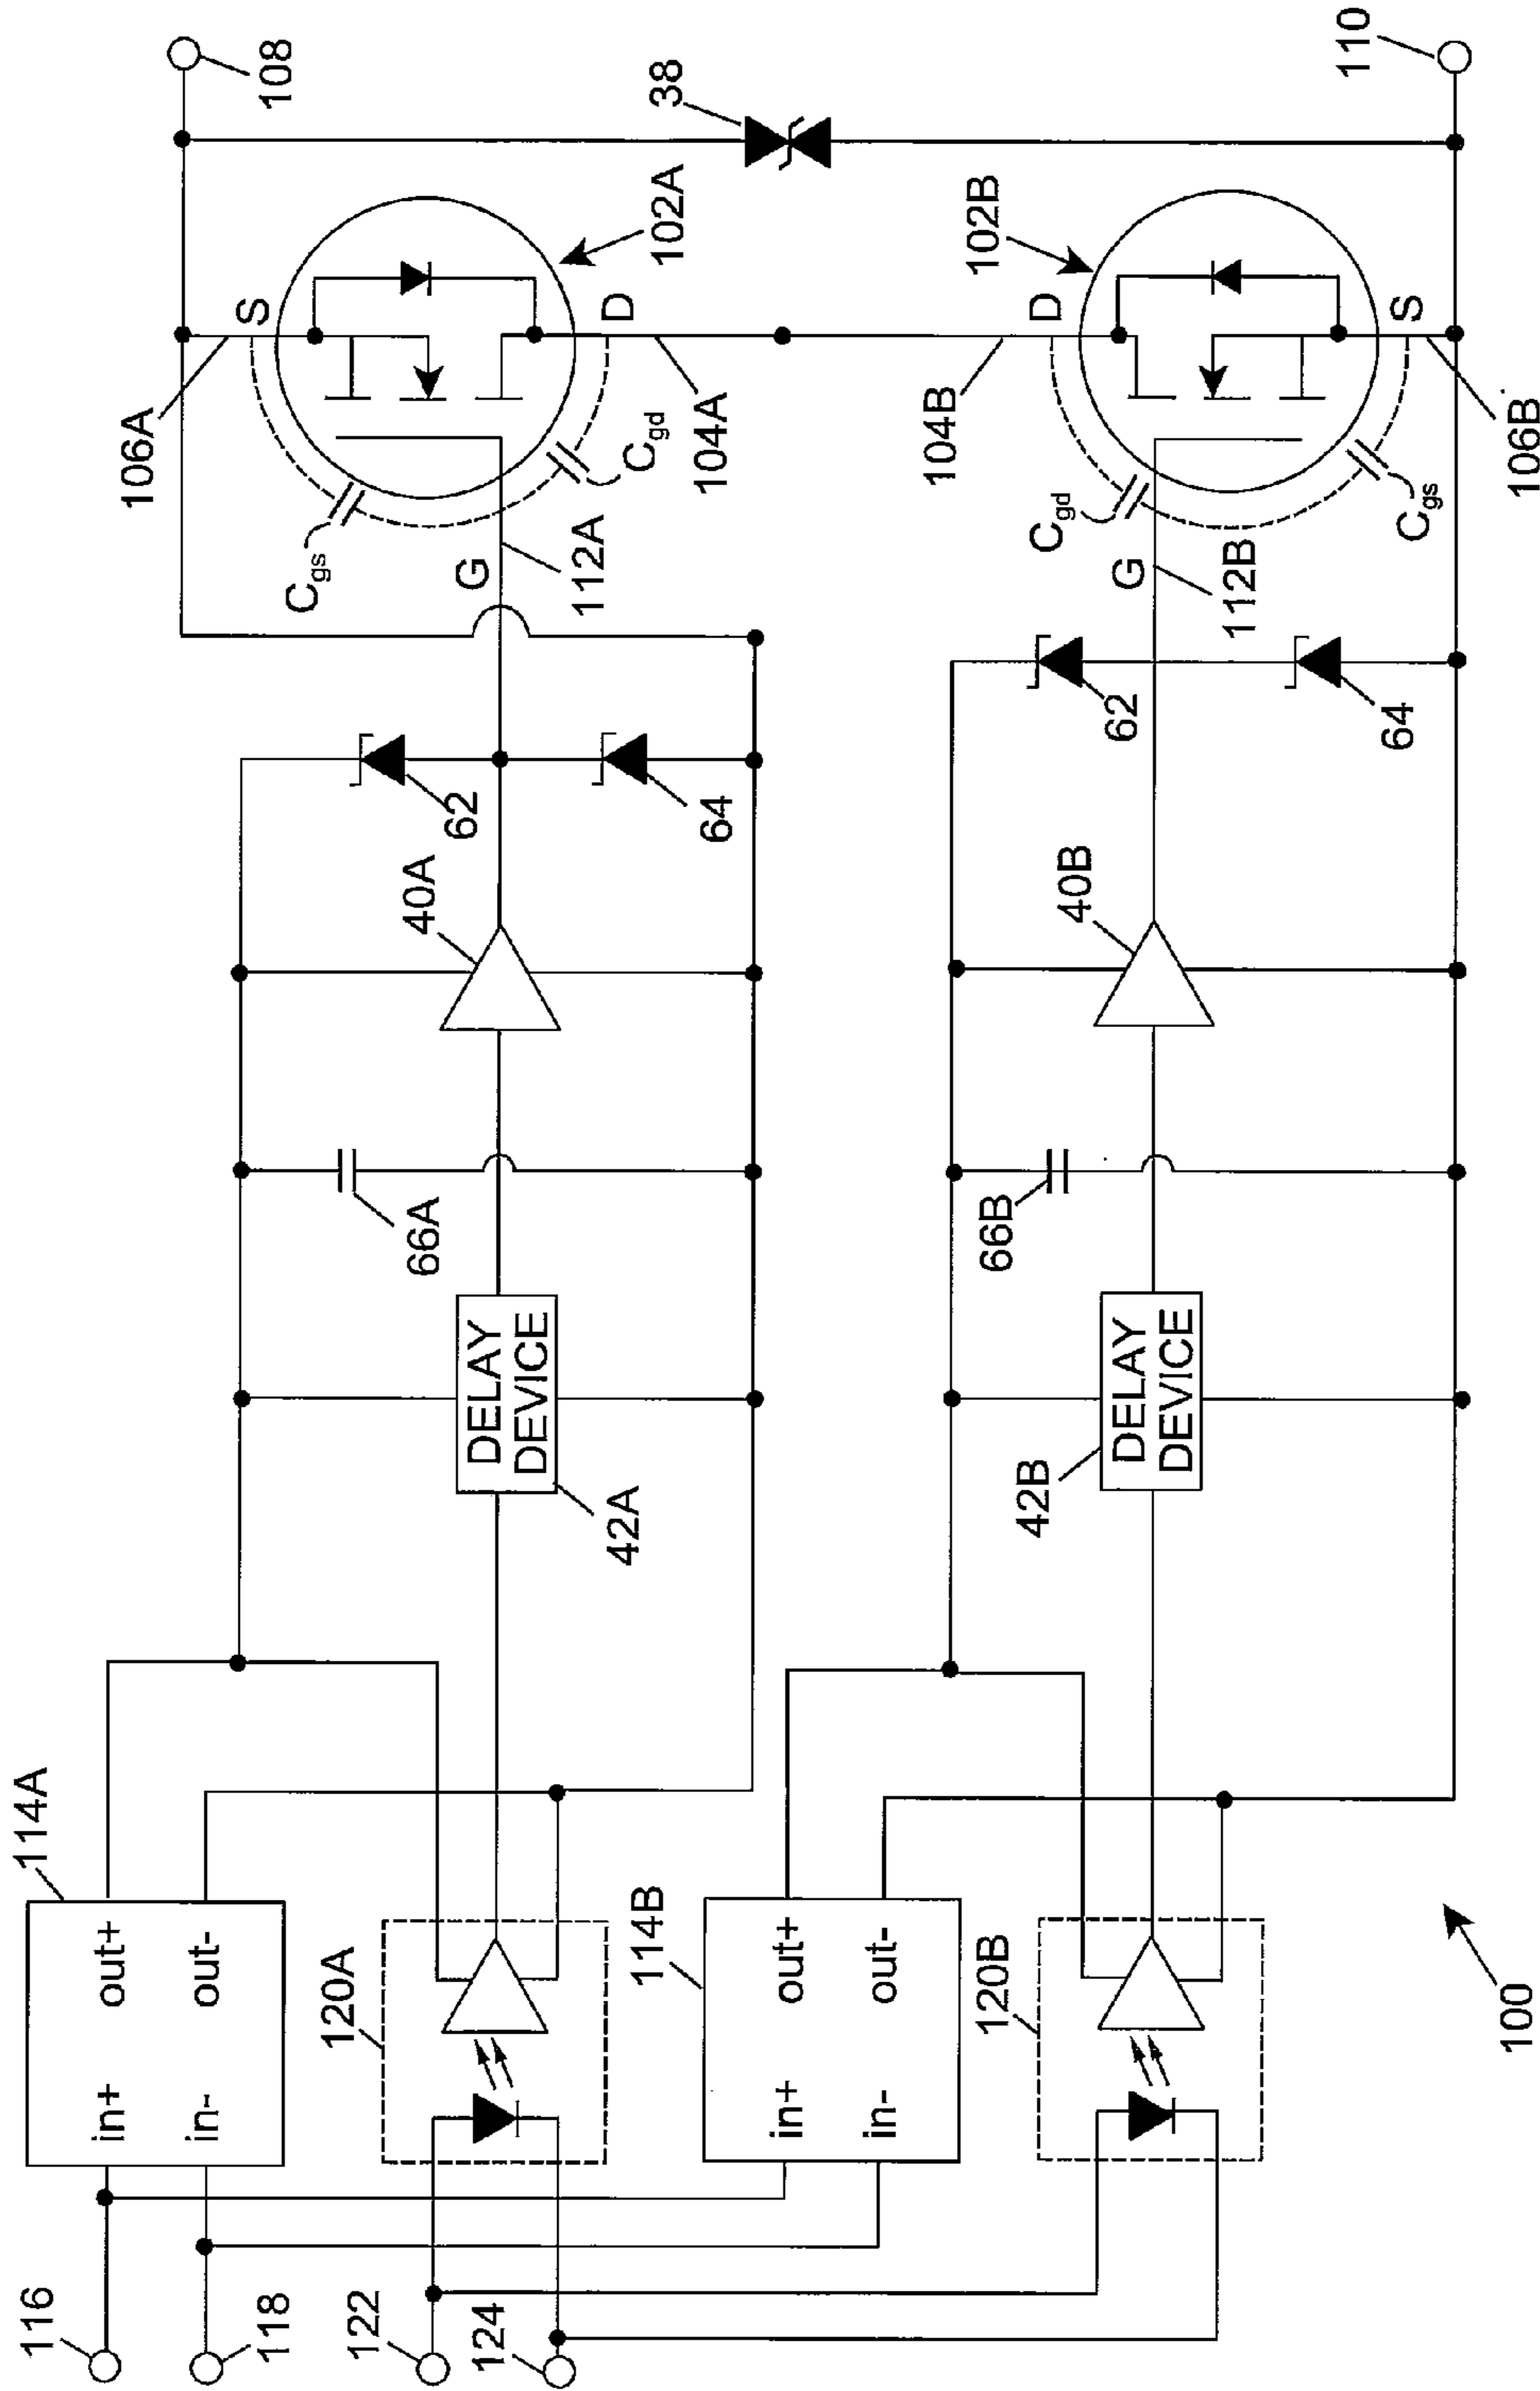 116
118
122
124
114A
in+
out+
in-
out-
120A
114B
in+
out+
in-
out-
120B
100
DELAY
DEVICE
42A
DELAY
DEVICE
42B
66A
66B
40A
40B
62
64
62
64
106A
S
Cgs
G
112A
Cgd
104A
D
102A
108
38
102B
D
104B
Cgd
G
112B
Cgs
106B
S
110